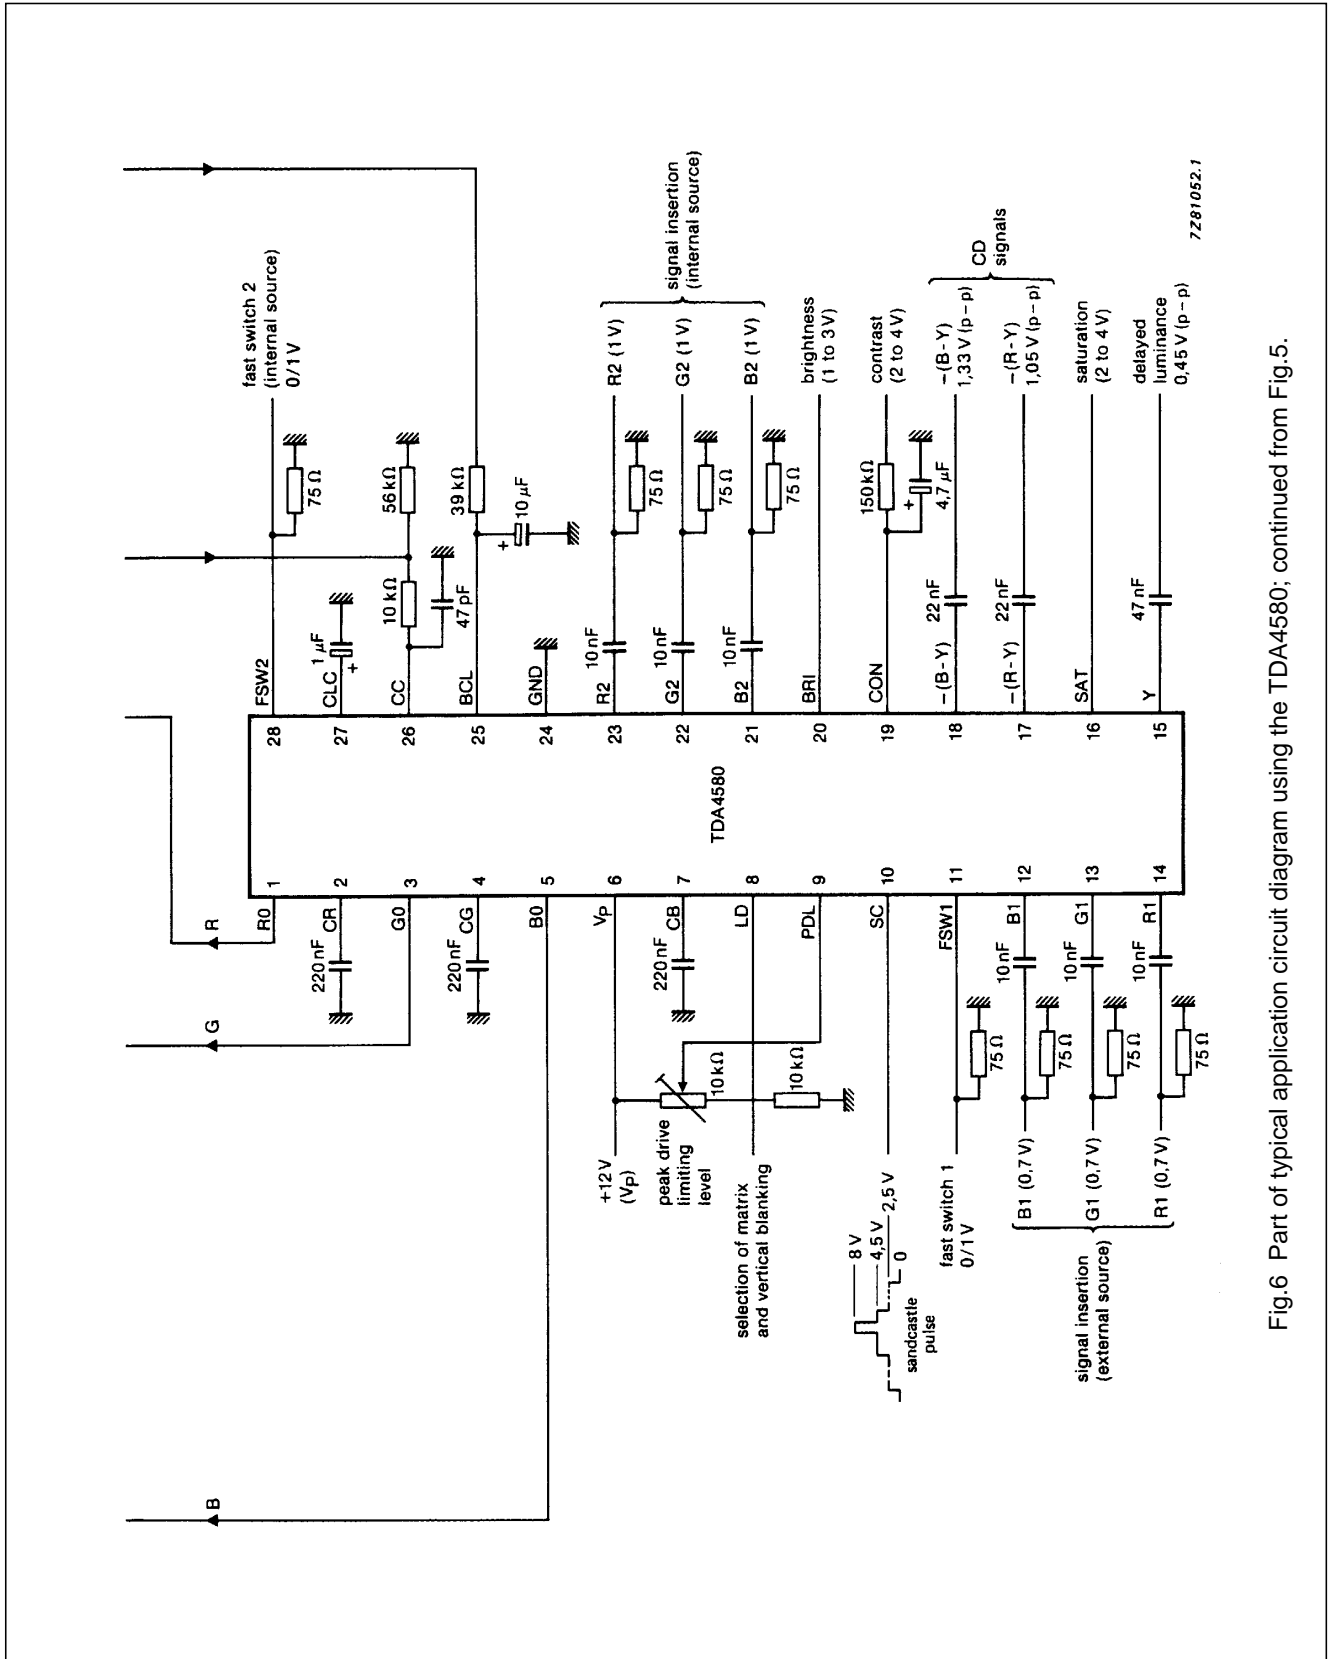 fast switch 2
(internal source)
0/1 V
75 Ω
FSW2
28
1 µF
+
CLC
27
56 kΩ
10 kΩ
47 pF
CC
26
39 kΩ
+
10 µF
BCL
25
GND
24
signal insertion
(internal source)
R2 (1 V)
75 Ω
10 nF
R2
23
G2 (1 V)
75 Ω
10 nF
G2
22
B2 (1 V)
75 Ω
10 nF
B2
21
brightness
(1 to 3 V)
BRI
20
contrast
(2 to 4 V)
150 kΩ
+
4,7 µF
CON
19
CD
signals
–(B-Y)
1,33 V (p–p)
22 nF
–(B-Y)
18
–(R-Y)
1,05 V (p–p)
22 nF
–(R-Y)
17
saturation
(2 to 4 V)
SAT
16
delayed
luminance
0,45 V (p–p)
47 nF
Y
15
7Z81052.1
TDA4580
R
R0
1
220 nF
CR
2
G
G0
3
220 nF
CG
4
B
B0
5
+12 V
(Vp)
Vp
6
220 nF
CB
7
peak drive
limiting
level
10 kΩ
10 kΩ
selection of matrix
and vertical blanking
LD
8
PDL
9
8 V
4,5 V
2,5 V
0
sandcastle
pulse
SC
10
fast switch 1
0/1 V
75 Ω
FSW1
11
signal insertion
(external source)
B1 (0,7 V)
75 Ω
10 nF
B1
12
G1 (0,7 V)
75 Ω
10 nF
G1
13
R1 (0,7 V)
75 Ω
10 nF
R1
14
Fig.6 Part of typical application circuit diagram using the TDA4580; continued from Fig.5.